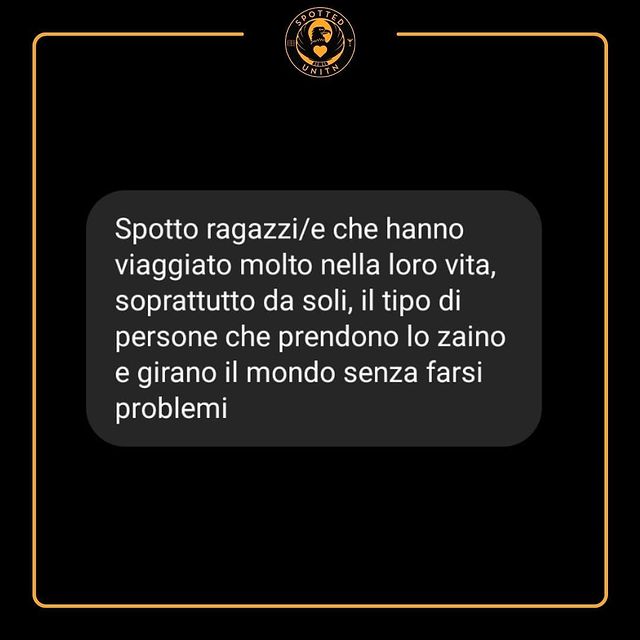 SPOTTED
UNITN
Spotto ragazzi/e che hanno
viaggiato molto nella loro vita,
soprattutto da soli, il tipo di
persone che prendono lo zaino
e girano il mondo senza farsi
problemi